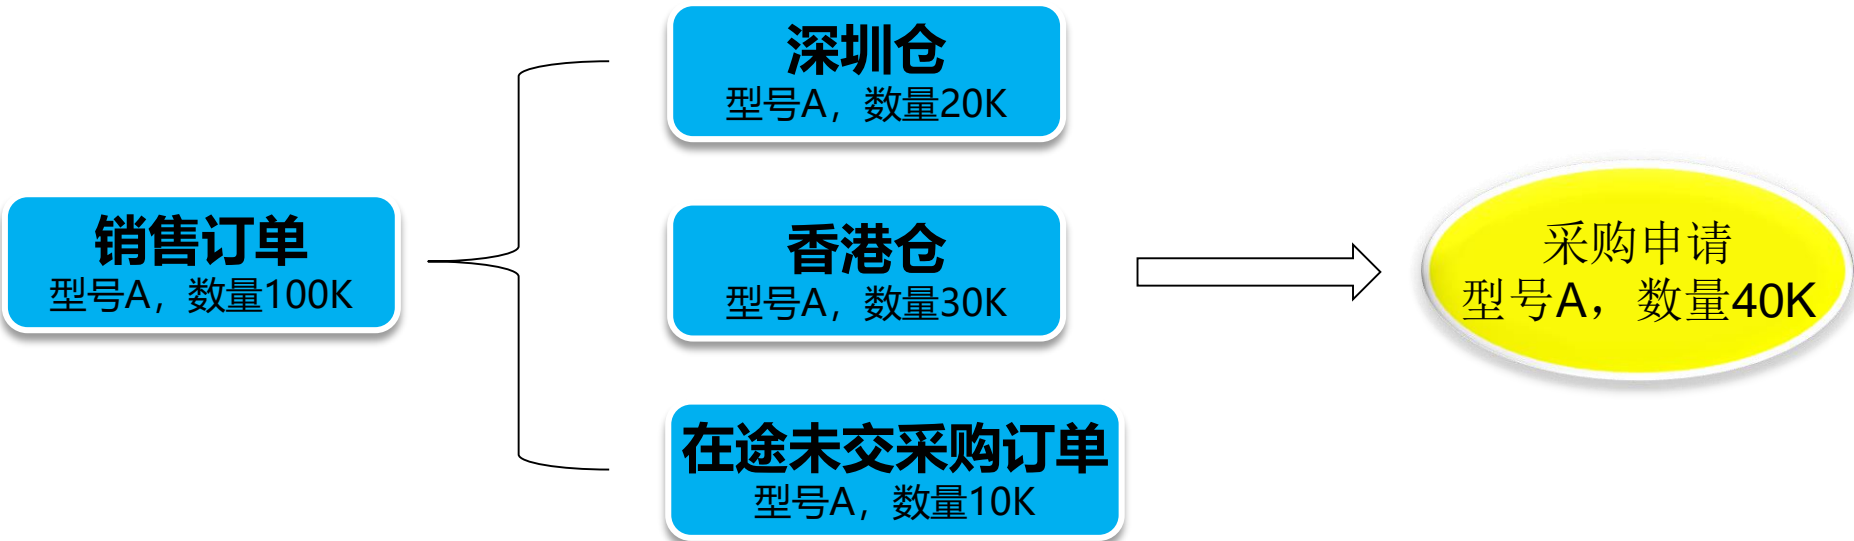 销售订单
型号A，数量100K
深圳仓
型号A，数量20K
香港仓
型号A，数量30K
在途未交采购订单
型号A，数量10K
采购申请
型号A，数量40K